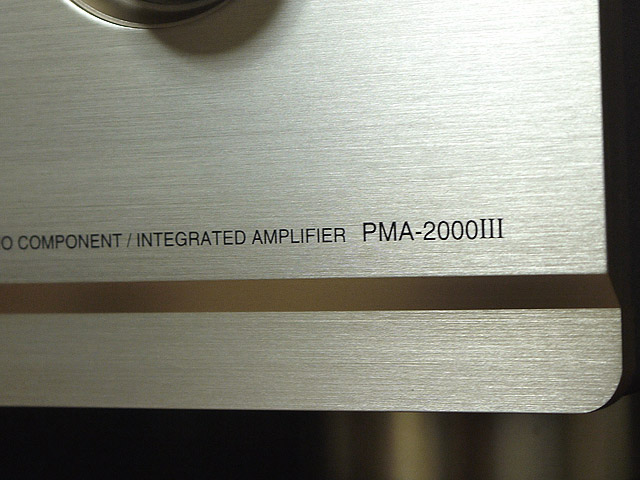 O COMPONENT / INTEGRATED AMPLIFIER PMA-2000III